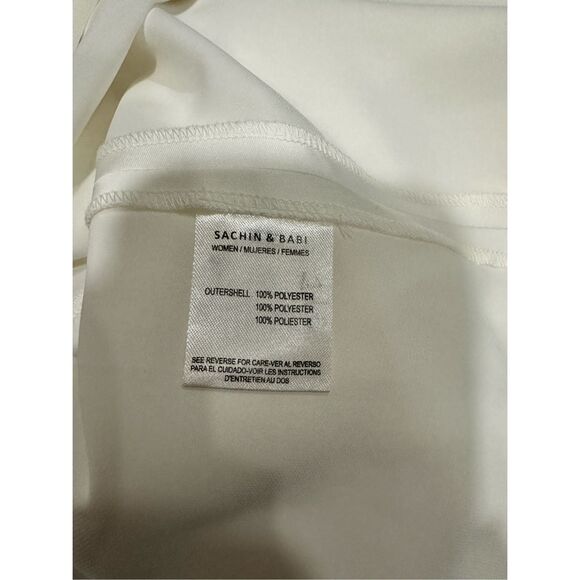 SACHIN & BABI
WOMEN / MUJERES / FEMMES
OUTERSHELL 100% POLYESTER
100% POLYESTER
100% POLIESTER
SEE REVERSE FOR CARE-VER AL REVERSO
PARA EL CUIDADO-VOIR LES INSTRUCTIONS
D'ENTRETIEN AU DOS